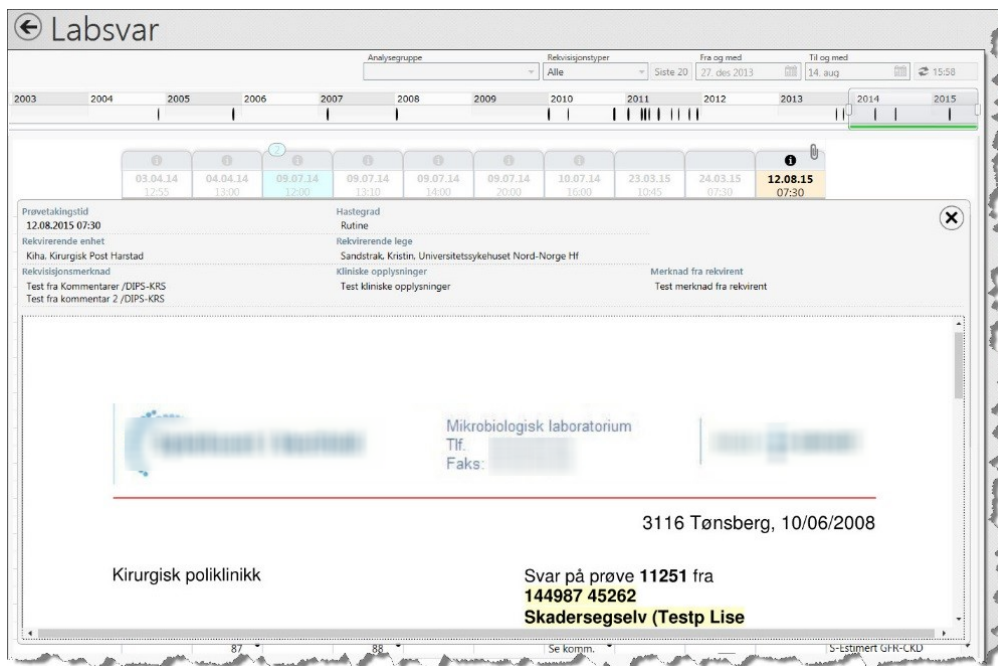 Labsvar
Analysegruppe Rekvisisjonstyper Fra og med Til og med
Alle Siste 20 27. des 2013 14. aug 15:58
2003 2004 2005 2006 2007 2008 2009 2010 2011 2012 2013 2014 2015
2
03.04.14 04.04.14 09.07.14 09.07.14 09.07.14 09.07.14 10.07.14 23.03.15 24.03.15 12.08.15
12:55 13:00 12:00 13:10 14:00 20:00 16:00 10:45 07:30 07:30
Prøvetakingstid Hastegrad
12.08.2015 07:30 Rutine
Rekvirerende enhet Rekvirerende lege
Kiha. Kirurgisk Post Harstad Sandstrak, Kristin, Universitetssykehuset Nord-Norge Hf
Rekvisisjonsmerknad Kliniske opplysninger Merknad fra rekvirent
Test fra Kommentarer /DIPS-KRS Test kliniske opplysninger Test merknad fra rekvirent
Test fra kommentar 2 /DIPS-KRS
Mikrobiologisk laboratorium
Tlf.
Faks:
3116 Tønsberg, 10/06/2008
Kirurgisk poliklinikk Svar på prøve 11251 fra
144987 45262
Skadersegselv (Testp Lise
87 88 Se komm. S-Estimert GFR-CKD